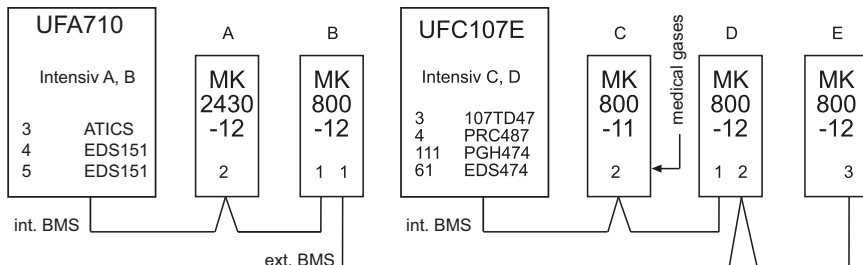 UFA710
Intensiv A, B
3 ATICS
4 EDS151
5 EDS151
int. BMS
A
MK
2430
-12
2
B
MK
800
-12
1 1
ext. BMS
UFC107E
Intensiv C, D
3 107TD47
4 PRC487
111 PGH474
61 EDS474
int. BMS
C
MK
800
-11
2
medical gases
D
MK
800
-12
1 2
E
MK
800
-12
3